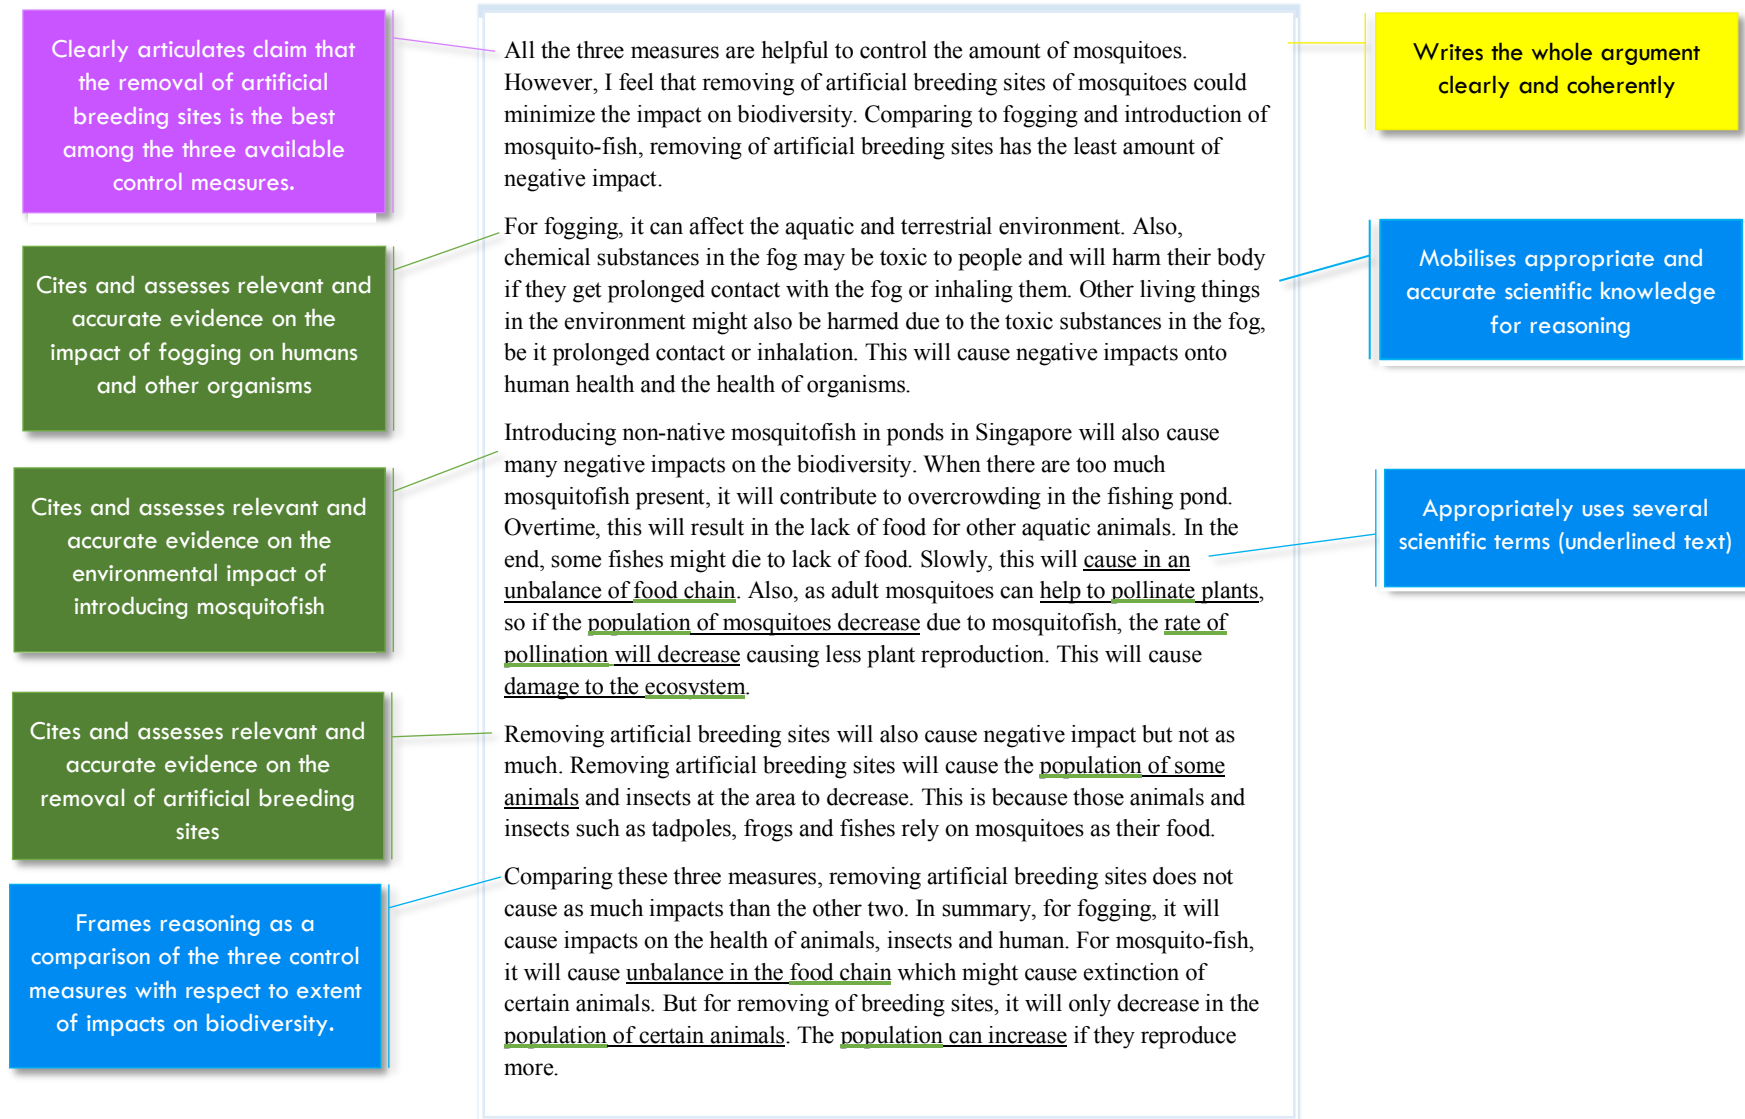 Clearly articulates claim that
the removal of artificial
breeding sites is the best
among the three available
control measures.
Cites and assesses relevant and
accurate evidence on the
impact of fogging on humans
and other organisms
Cites and assesses relevant and
accurate evidence on the
environmental impact of
introducing mosquitofish
Cites and assesses relevant and
accurate evidence on the
removal of artificial breeding
sites
Frames reasoning as a
comparison of the three control
measures with respect to extent
of impacts on biodiversity.
All the three measures are helpful to control the amount of mosquitoes.
However, I feel that removing of artificial breeding sites of mosquitoes could
minimize the impact on biodiversity. Comparing to fogging and introduction of
mosquito-fish, removing of artificial breeding sites has the least amount of
negative impact.
For fogging, it can affect the aquatic and terrestrial environment. Also,
chemical substances in the fog may be toxic to people and will harm their body
if they get prolonged contact with the fog or inhaling them. Other living things
in the environment might also be harmed due to the toxic substances in the fog,
be it prolonged contact or inhalation. This will cause negative impacts onto
human health and the health of organisms.
Introducing non-native mosquitofish in ponds in Singapore will also cause
many negative impacts on the biodiversity. When there are too much
mosquitofish present, it will contribute to overcrowding in the fishing pond.
Overtime, this will result in the lack of food for other aquatic animals. In the
end, some fishes might die to lack of food. Slowly, this will cause in an
unbalance of food chain. Also, as adult mosquitoes can help to pollinate plants,
so if the population of mosquitoes decrease due to mosquitofish, the rate of
pollination will decrease causing less plant reproduction. This will cause
damage to the ecosystem.
Removing artificial breeding sites will also cause negative impact but not as
much. Removing artificial breeding sites will cause the population of some
animals and insects at the area to decrease. This is because those animals and
insects such as tadpoles, frogs and fishes rely on mosquitoes as their food.
Comparing these three measures, removing artificial breeding sites does not
cause as much impacts than the other two. In summary, for fogging, it will
cause impacts on the health of animals, insects and human. For mosquito-fish,
it will cause unbalance in the food chain which might cause extinction of
certain animals. But for removing of breeding sites, it will only decrease in the
population of certain animals. The population can increase if they reproduce
more.
Writes the whole argument
clearly and coherently
Mobilises appropriate and
accurate scientific knowledge
for reasoning
Appropriately uses several
scientific terms (underlined text)